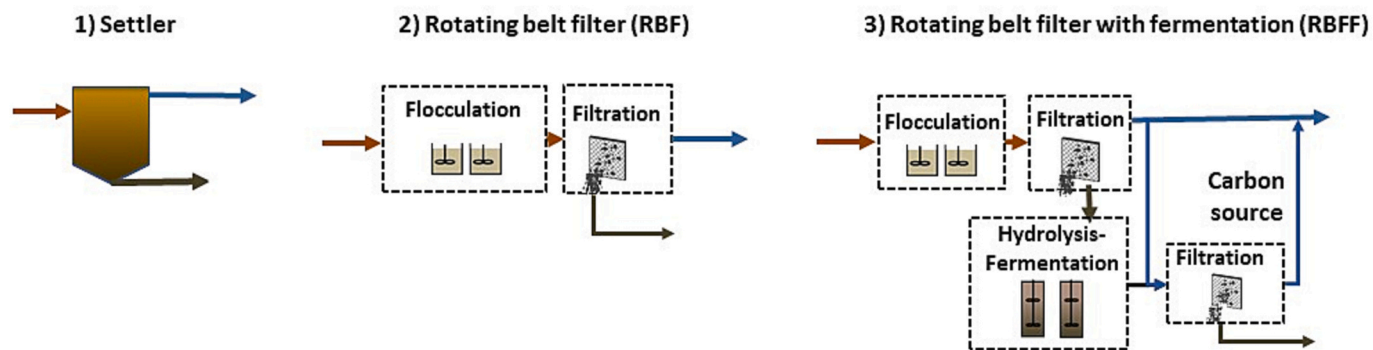 1) Settler
2) Rotating belt filter (RBF)
3) Rotating belt filter with fermentation (RBFF)
Flocculation
Filtration
Flocculation
Filtration
Carbon
source
Hydrolysis-
Fermentation
Filtration